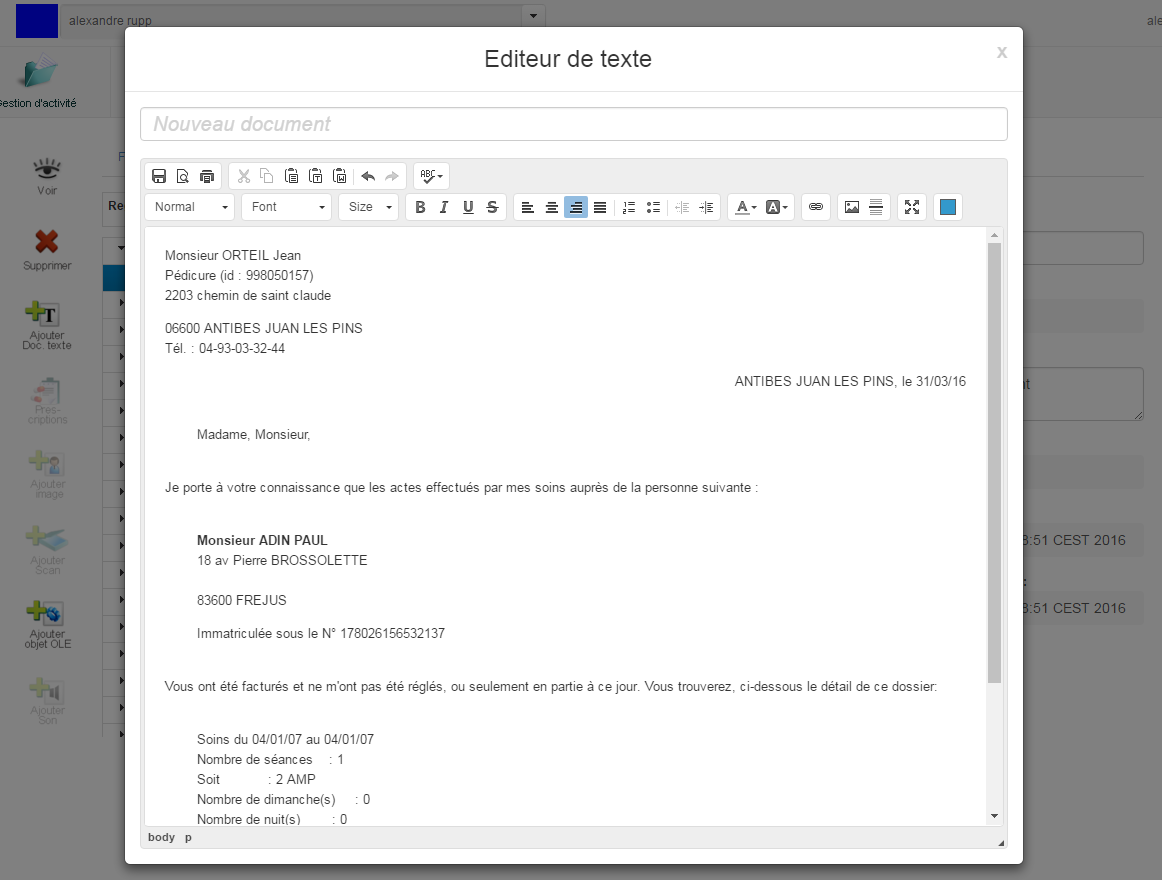 alexandre rupp
ale
Editeur de texte
x
estion d'activité
Nouveau document
Voir
Normal
Font
Size
B I U S
Re
Supprimer
Ajouter
Doc. texte
Pres-
criptions
Ajouter
image
Ajouter
Scan
Ajouter
objet OLE
Ajouter
Son
Monsieur ORTEIL Jean
Pédicure (id : 998050157)
2203 chemin de saint claude
06600 ANTIBES JUAN LES PINS
Tél. : 04-93-03-32-44
ANTIBES JUAN LES PINS, le 31/03/16
Madame, Monsieur,
Je porte à votre connaissance que les actes effectués par mes soins auprès de la personne suivante :
Monsieur ADIN PAUL
18 av Pierre BROSSOLETTE
83600 FREJUS
Immatriculée sous le N° 178026156532137
Vous ont été facturés et ne m'ont pas été réglés, ou seulement en partie à ce jour. Vous trouverez, ci-dessous le détail de ce dossier:
Soins du 04/01/07 au 04/01/07
Nombre de séances : 1
Soit : 2 AMP
Nombre de dimanche(s) : 0
Nombre de nuit(s) : 0
body p
nt
8:51 CEST 2016
:
8:51 CEST 2016